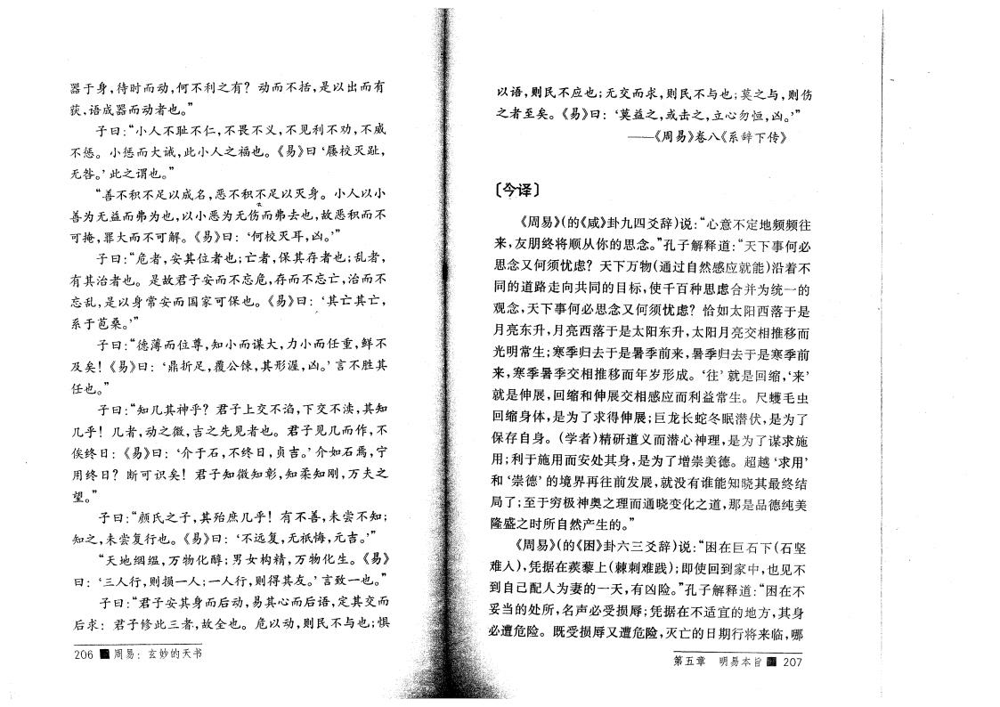 器于身，待时而动，何不利之有？动而不括，是以出而有
获，语成器而动者也。”
子曰：“小人不耻不仁，不畏不义，不见利不劝，不威
不惩。小惩而大诫，此小人之福也。《易》曰‘屦校灭趾，
无咎。’此之谓也。”
“善不积不足以成名，恶不积不足以灭身。小人以小
善为无益而弗为也，以小恶为无伤而弗去也，故恶积而不
可掩，罪大而不可解。《易》曰：‘何校灭耳，凶。’”
子曰：“危者，安其位者也；亡者，保其存者也；乱者，
有其治者也。是故君子安而不忘危，存而不忘亡，治而不
忘乱，是以身常安而国家可保也。《易》曰：‘其亡其亡，
系于苞桑。’”
子曰：“德薄而位尊，知小而谋大，力小而任重，鲜不
及矣！《易》曰：‘鼎折足，覆公餗，其形渥，凶。’言不胜其
任也。”
子曰：“知几其神乎？君子上交不谄，下交不渎，其知
几乎！几者，动之微，吉之先见者也。君子见几而作，不
俟终日：《易》曰：‘介于石，不终日，贞吉。’介如石焉，宁
用终日？断可识矣！君子知微知彰，知柔知刚，万夫之
望。”
子曰：“颜氏之子，其殆庶几乎！有不善，未尝不知；
知之，未尝复行也。《易》曰：‘不远复，无祇悔，元吉。’”
“天地绸缊，万物化醇；男女构精，万物化生。《易》
曰：‘三人行，则损一人；一人行，则得其友。’言致一也。”
子曰：“君子安其身而后动，易其心而后语，定其交而
后求：君子修此三者，故全也。危以动，则民不与也；惧
206 周易：玄妙的天书
以语，则民不应也；无交而求，则民不与也；莫之与，则伤
之者至矣。《易》曰：‘莫益之，或击之，立心勿恒，凶。’”
——《周易》卷八《系辞下传》
〔今译〕
《周易》(的《咸》卦九四爻辞)说：“心意不定地频频往
来，友朋终将顺从你的思念。”孔子解释道：“天下事何必
思念又何须忧虑？天下万物(通过自然感应就能)沿着不
同的道路走向共同的目标，使千百种思虑合并为统一的
观念，天下事何必思念又何须忧虑？恰如太阳西落于是
月亮东升，月亮西落于是太阳东升，太阳月亮交相推移而
光明常生；寒季归去于是暑季前来，暑季归去于是寒季前
来，寒季暑季交相推移而年岁形成。‘往’就是回缩，‘来’
就是伸展，回缩和伸展交相感应而利益常生。尺蠖毛虫
回缩身体，是为了求得伸展；巨龙长蛇冬眠潜伏，是为了
保存自身。(学者)精研道义而潜心神理，是为了谋求施
用；利于施用而安处其身，是为了增崇美德。超越‘求用’
和‘崇德’的境界再往前发展，就没有谁能知晓其最终结
局了；至于穷极神奥之理而通晓变化之道，那是品德纯美
隆盛之时所自然产生的。”
《周易》(的《困》卦六三爻辞)说：“困在巨石下(石坚
难入)，凭据在蒺藜上(棘刺难践)；即使回到家中，也见不
到自己配人为妻的一天，有凶险。”孔子解释道：“困在不
妥当的处所，名声必受损辱；凭据在不适宜的地方，其身
必遭危险。既受损辱又遭危险，灭亡的日期行将来临，哪
第五章 明易本旨 207